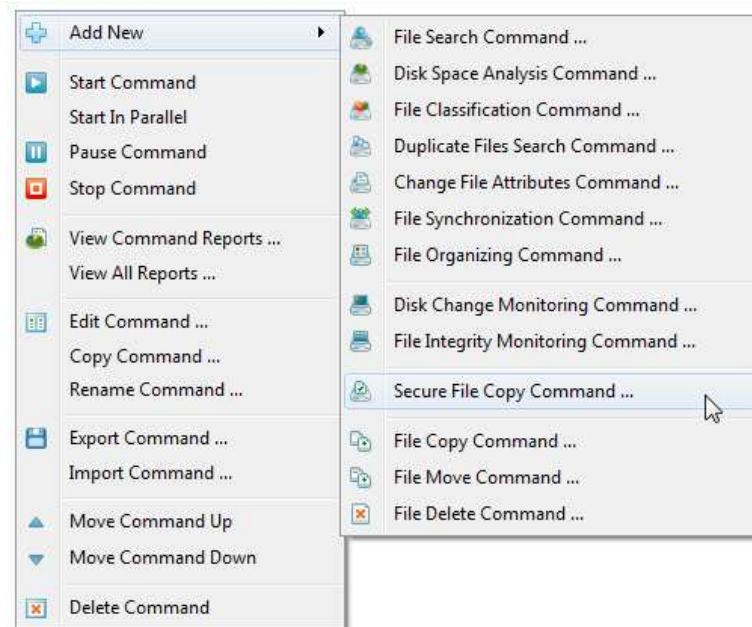 Add New
Start Command
Start In Parallel
Pause Command
Stop Command
View Command Reports ...
View All Reports ...
Edit Command ...
Copy Command ...
Rename Command ...
Export Command ...
Import Command ...
Move Command Up
Move Command Down
Delete Command
File Search Command ...
Disk Space Analysis Command ...
File Classification Command ...
Duplicate Files Search Command ...
Change File Attributes Command ...
File Synchronization Command ...
File Organizing Command ...
Disk Change Monitoring Command ...
File Integrity Monitoring Command ...
Secure File Copy Command ...
File Copy Command ...
File Move Command ...
File Delete Command ...